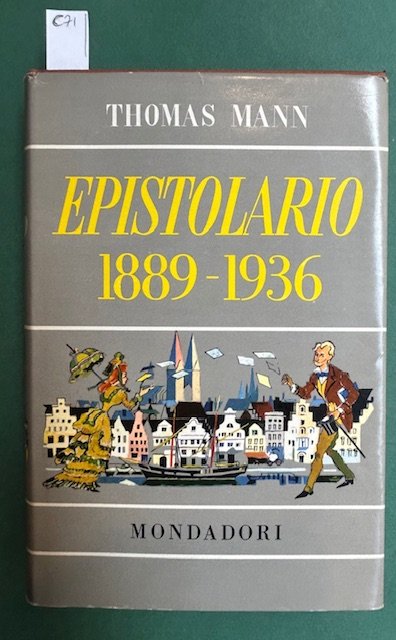 C71
THOMAS MANN
EPISTOLARIO
1889-1936
MONDADORI